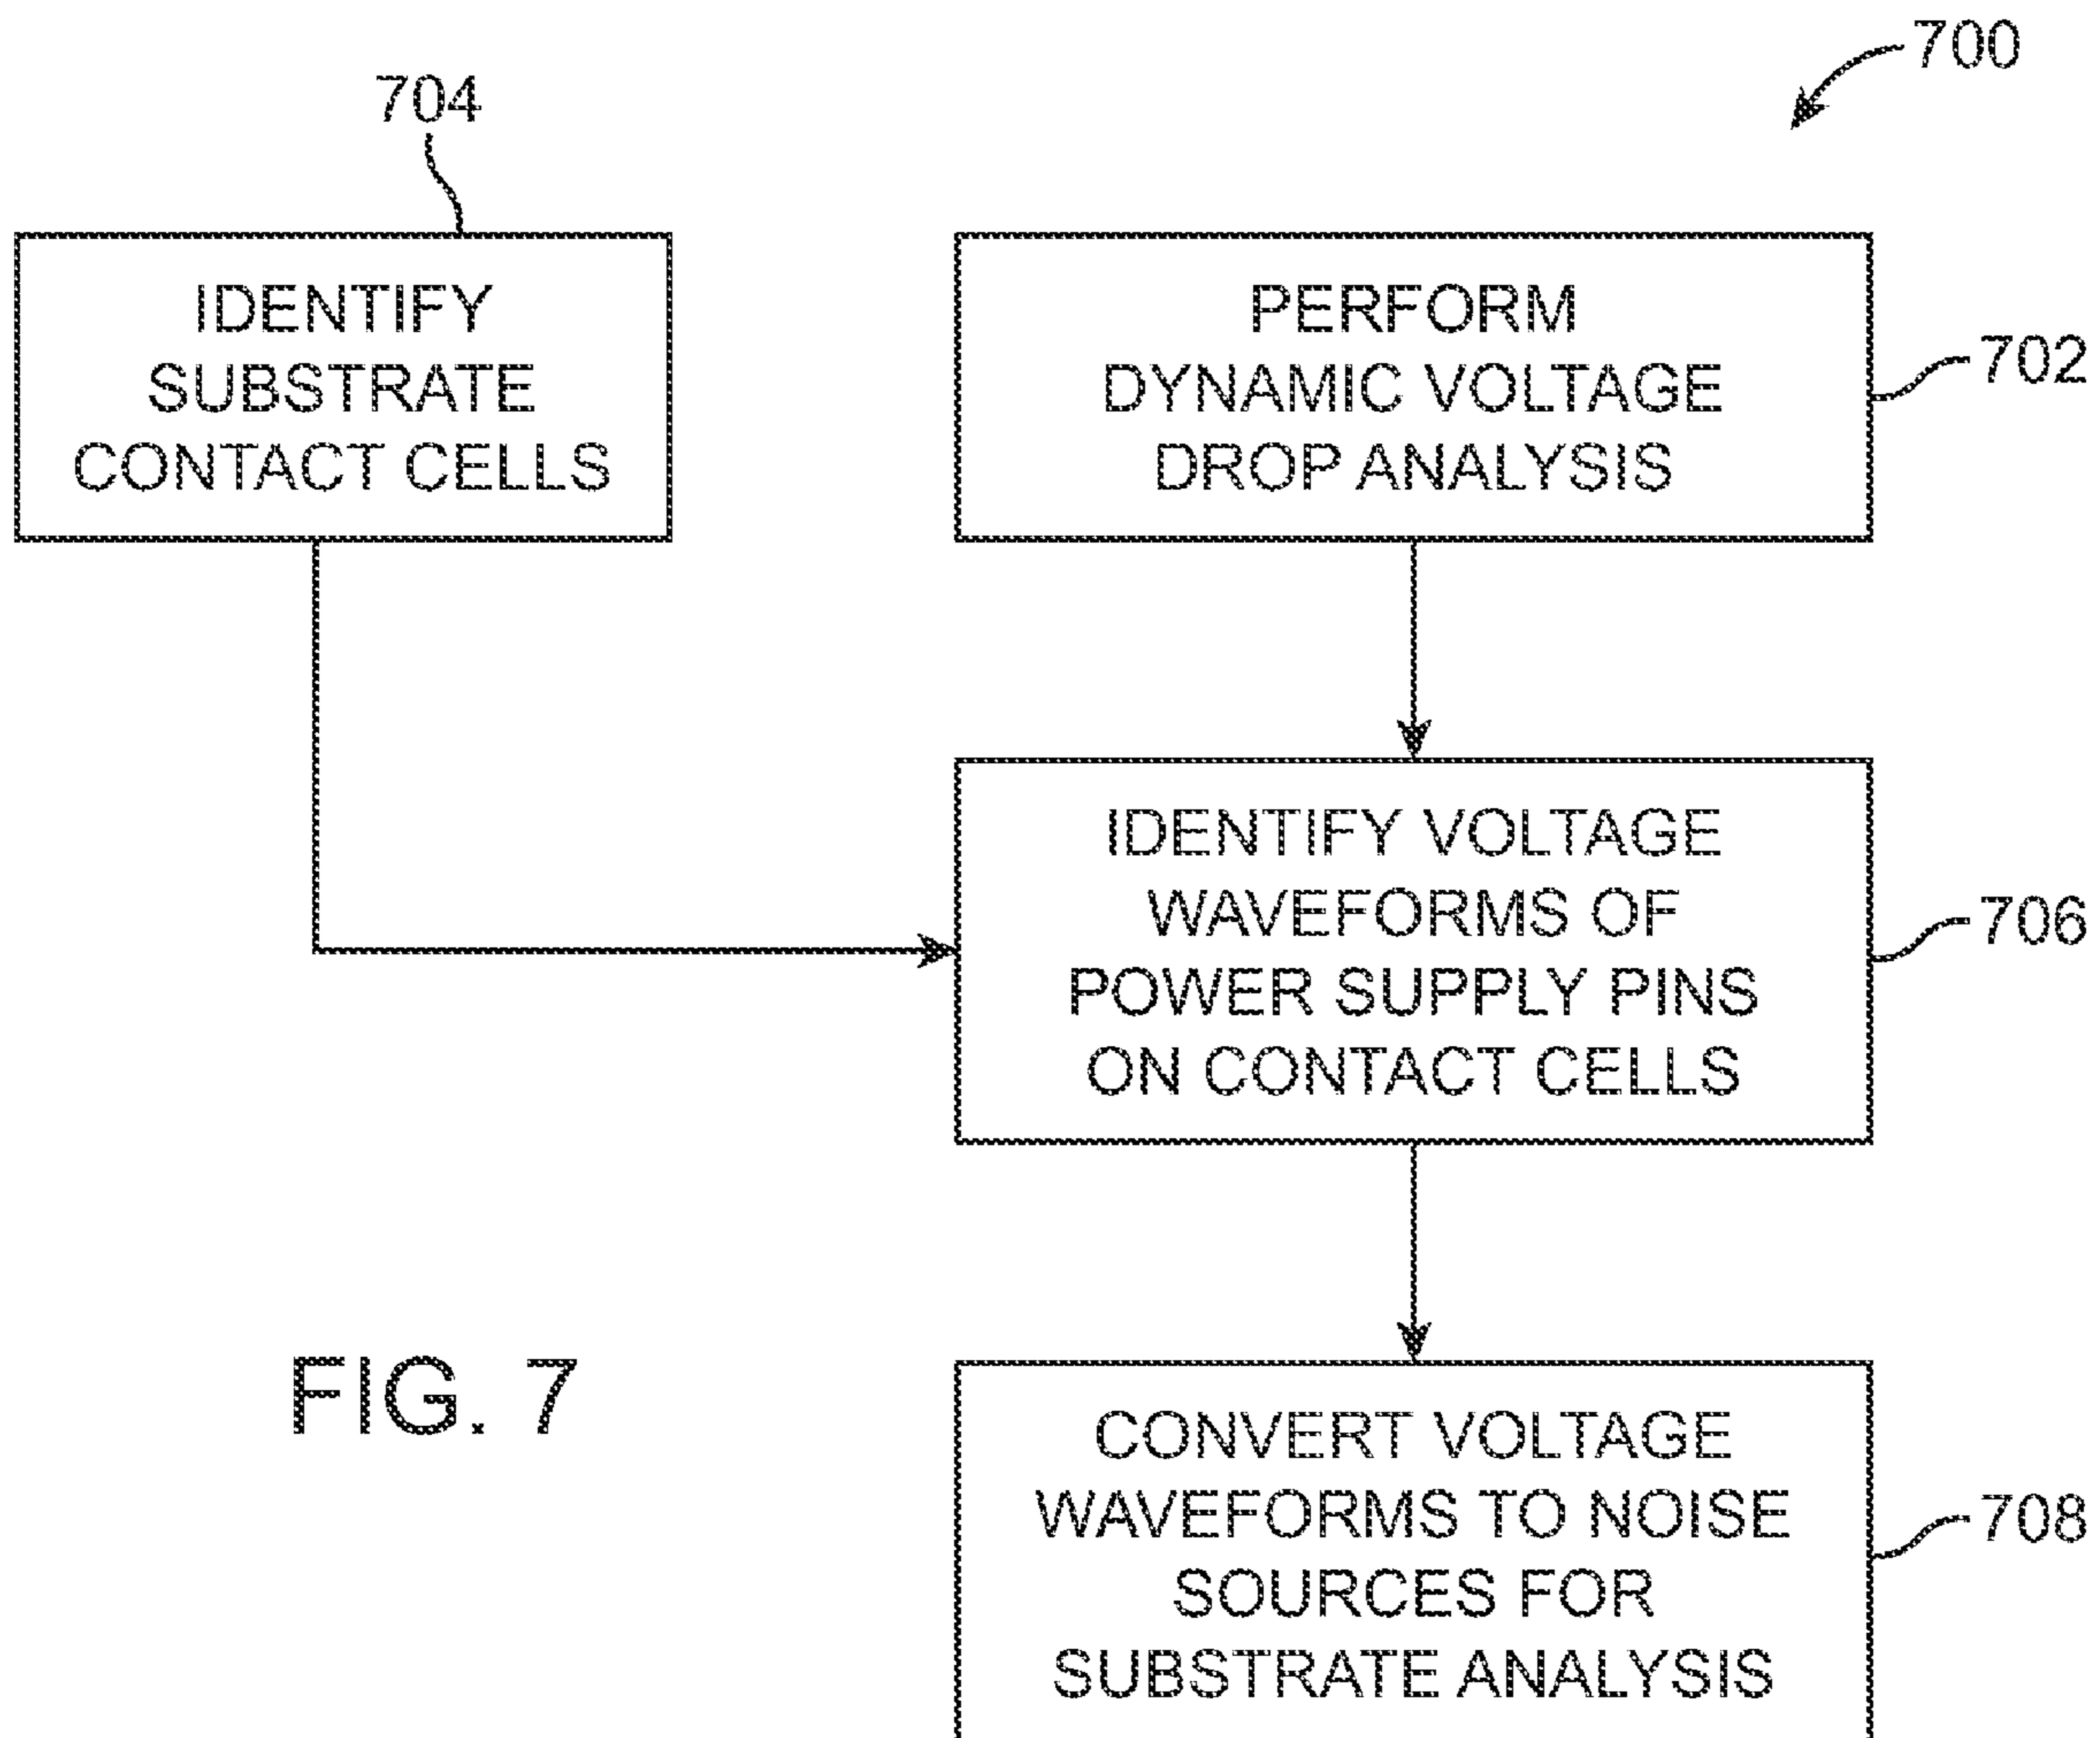 700
704
IDENTIFY
SUBSTRATE
CONTACT CELLS
PERFORM
DYNAMIC VOLTAGE
DROP ANALYSIS
702
IDENTIFY VOLTAGE
WAVEFORMS OF
POWER SUPPLY PINS
ON CONTACT CELLS
706
FIG. 7
CONVERT VOLTAGE
WAVEFORMS TO NOISE
SOURCES FOR
SUBSTRATE ANALYSIS
708